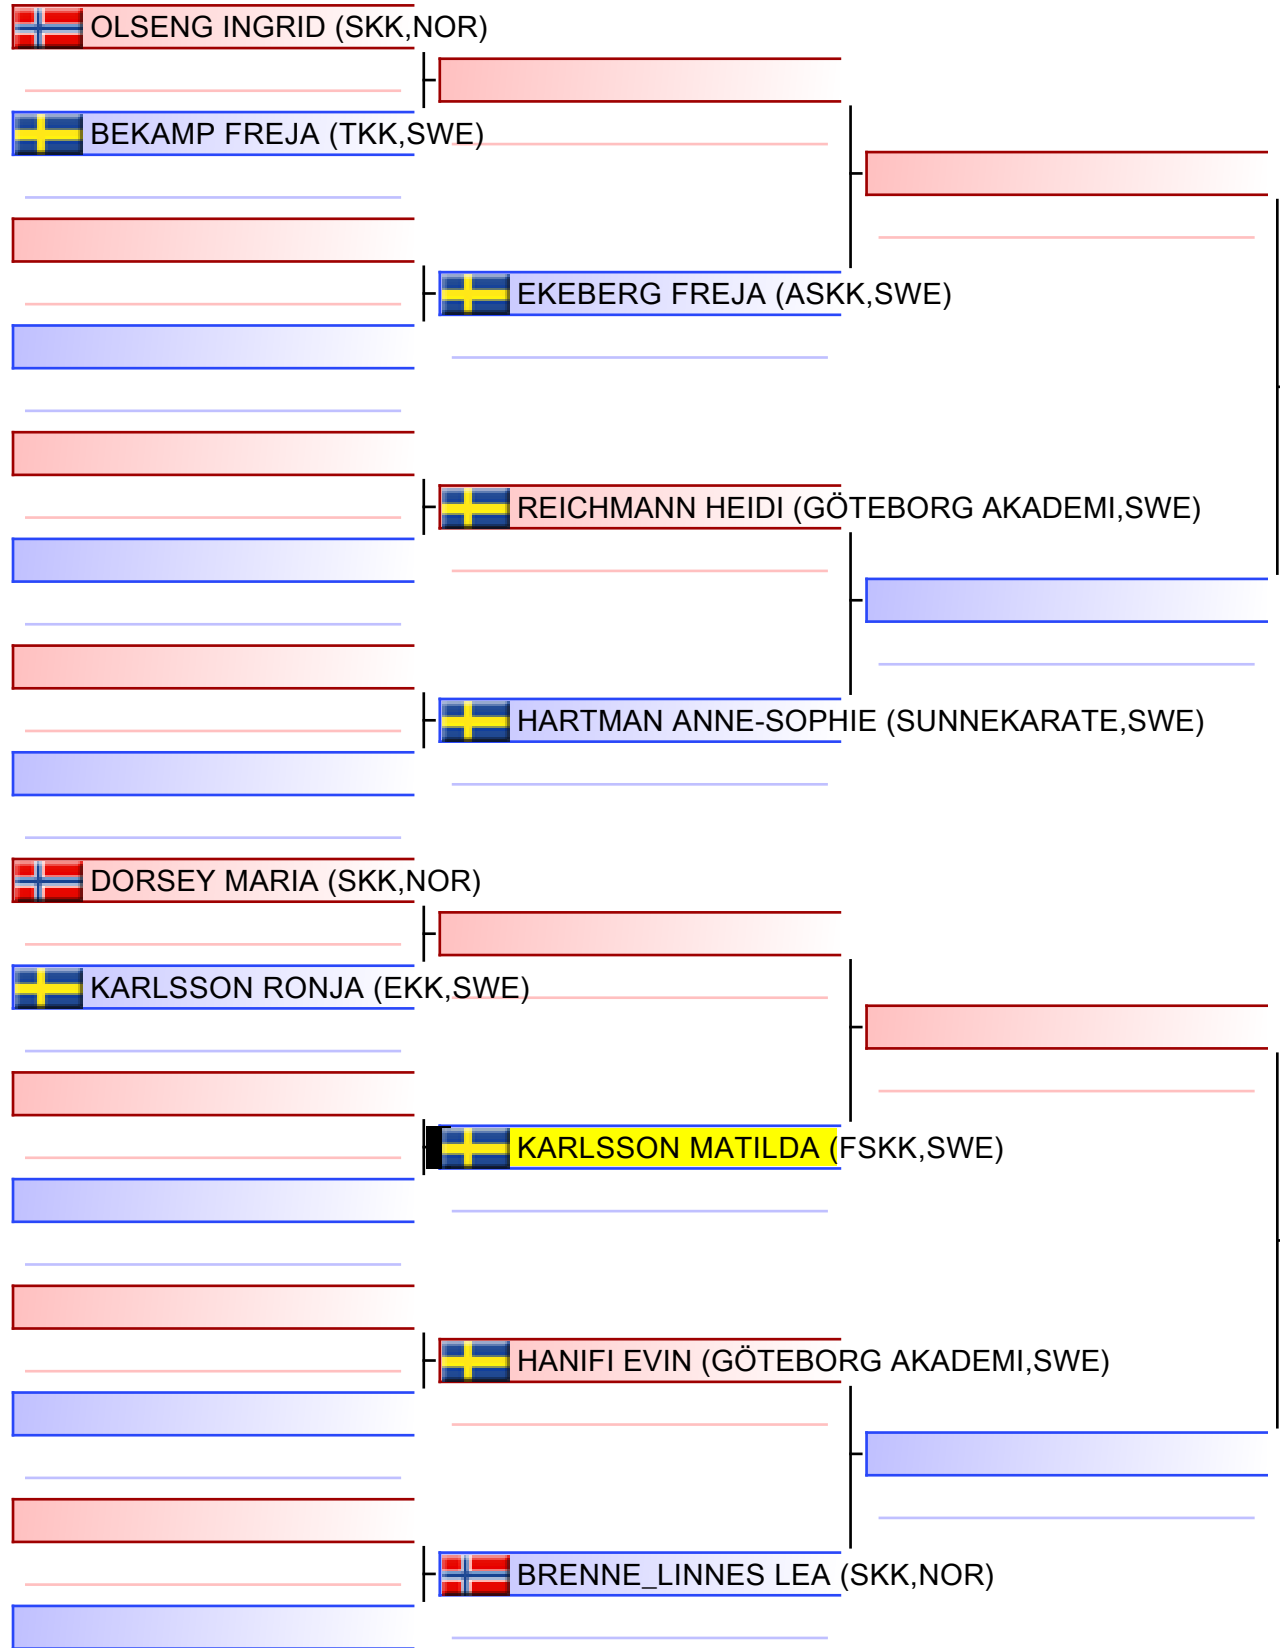 OLSENG INGRID (SKK,NOR)
BEKAMP FREJA (TKK,SWE)
EKEBERG FREJA (ASKK,SWE)
REICHMANN HEIDI (GÖTEBORG AKADEMI,SWE)
HARTMAN ANNE-SOPHIE (SUNNEKARATE,SWE)
DORSEY MARIA (SKK,NOR)
KARLSSON RONJA (EKK,SWE)
KARLSSON MATILDA (FSKK,SWE)
HANIFI EVIN (GÖTEBORG AKADEMI,SWE)
BRENNE_LINNES LEA (SKK,NOR)